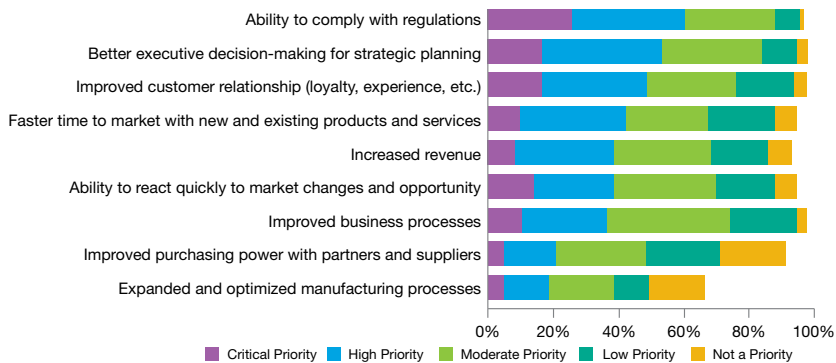 Ability to comply with regulations
Better executive decision-making for strategic planning
Improved customer relationship (loyalty, experience, etc.)
Faster time to market with new and existing products and services
Increased revenue
Ability to react quickly to market changes and opportunity
Improved business processes
Improved purchasing power with partners and suppliers
Expanded and optimized manufacturing processes
0% 20% 40% 60% 80% 100%
Critical Priority High Priority Moderate Priority Low Priority Not a Priority